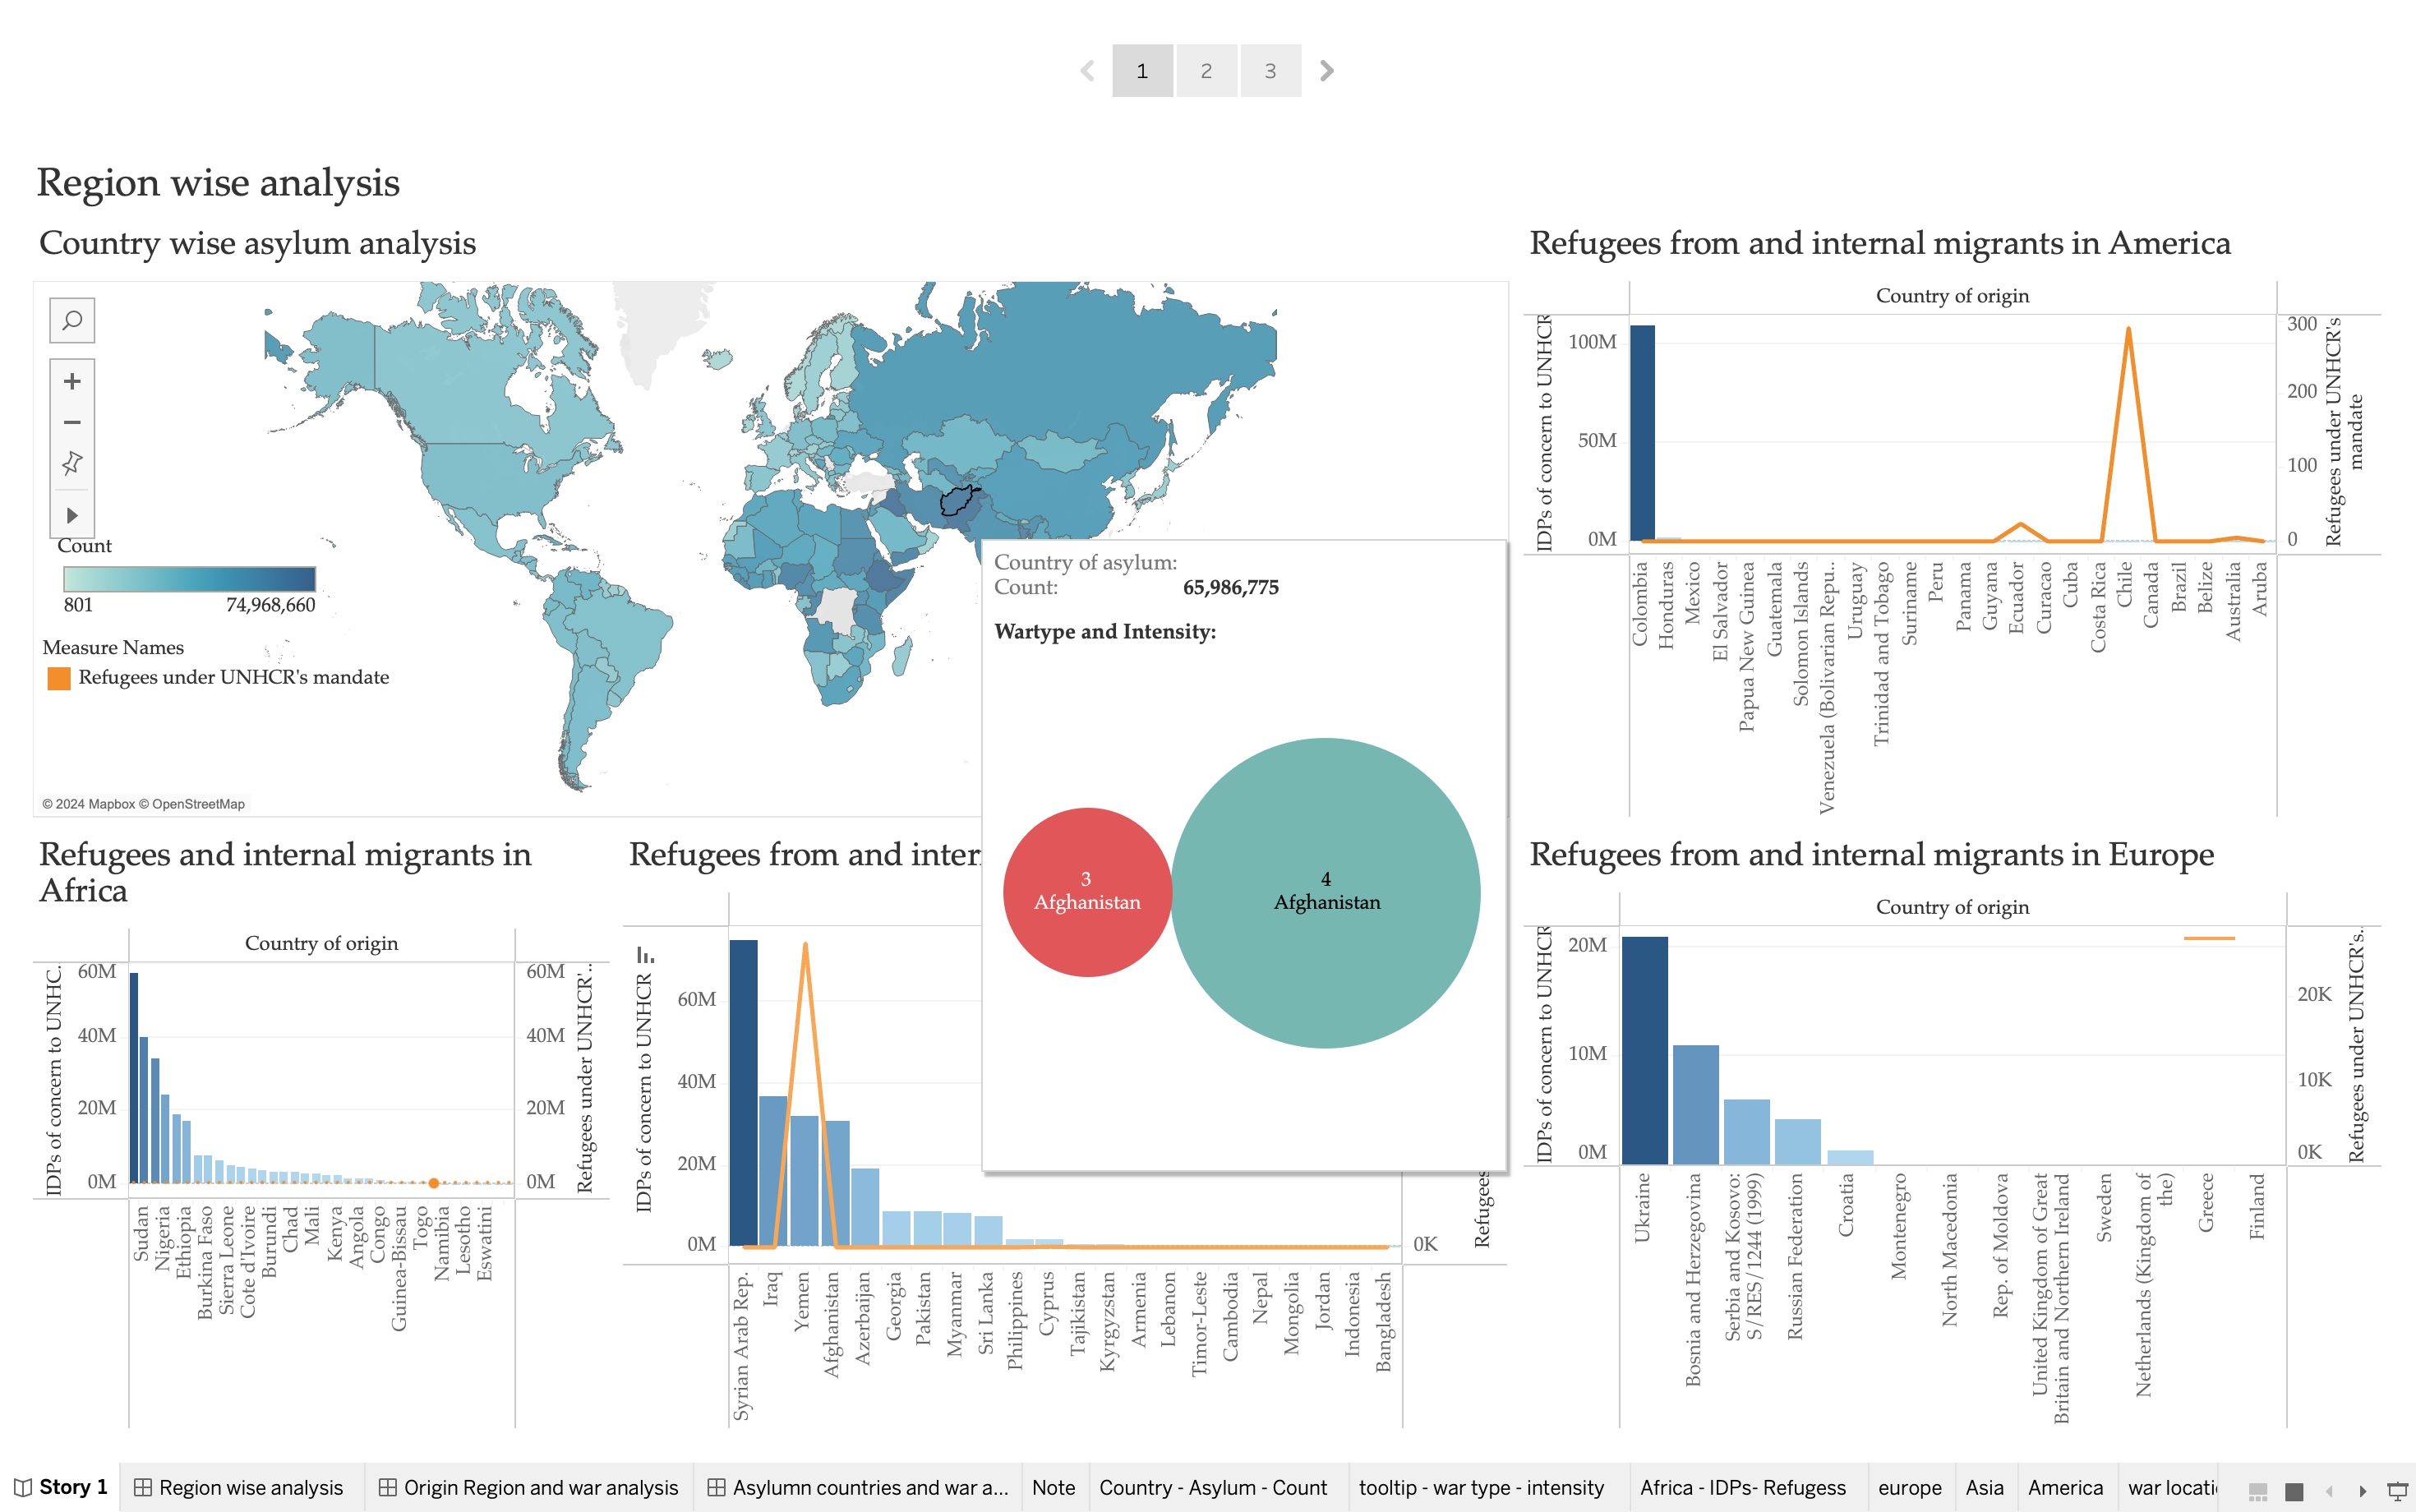 1
2
3
Region wise analysis
Country wise asylum analysis
Count
801
74,968,660
Measure Names
Refugees under UNHCR's mandate
© 2024 Mapbox © OpenStreetMap
Country of asylum:
Count:
65,986,775
Wartype and Intensity:
3
Afghanistan
4
Afghanistan
Refugees from and internal migrants in America
Country of origin
IDPs of concern to UNHCR
100M
50M
0M
300
200
100
0
Refugees under UNHCR's
mandate
Colombia
Honduras
Mexico
El Salvador
Papua New Guinea
Guatemala
Solomon Islands
Venezuela (Bolivarian Repu..
Uruguay
Trinidad and Tobago
Suriname
Peru
Panama
Guyana
Ecuador
Curacao
Cuba
Costa Rica
Chile
Canada
Brazil
Belize
Australia
Aruba
Refugees and internal migrants in
Africa
Country of origin
IDPs of concern to UNHC..
60M
40M
20M
0M
60M
40M
20M
0M
Refugees under UNHCR'..
Sudan
Nigeria
Ethiopia
Burkina Faso
Sierra Leone
Cote d'Ivoire
Burundi
Chad
Mali
Kenya
Angola
Congo
Guinea-Bissau
Togo
Namibia
Lesotho
Eswatini
Refugees from and inter
IDPs of concern to UNHCR
60M
40M
20M
0M
0K
Refugees
Syrian Arab Rep.
Iraq
Yemen
Afghanistan
Azerbaijan
Georgia
Pakistan
Myanmar
Sri Lanka
Philippines
Cyprus
Tajikistan
Kyrgyzstan
Armenia
Lebanon
Timor-Leste
Cambodia
Nepal
Mongolia
Jordan
Indonesia
Bangladesh
Refugees from and internal migrants in Europe
Country of origin
IDPs of concern to UNHCR
20M
10M
0M
20K
10K
0K
Refugees under UNHCR's..
Ukraine
Bosnia and Herzegovina
Serbia and Kosovo:
S/RES/1244 (1999)
Russian Federation
Croatia
Montenegro
North Macedonia
Rep. of Moldova
United Kingdom of Great
Britain and Northern Ireland
Sweden
Netherlands (Kingdom of
the)
Greece
Finland
Story 1
Region wise analysis
Origin Region and war analysis
Asylumn countries and war a...
Note
Country - Asylum - Count
tooltip - war type - intensity
Africa - IDPs- Refugess
europe
Asia
America
war locati